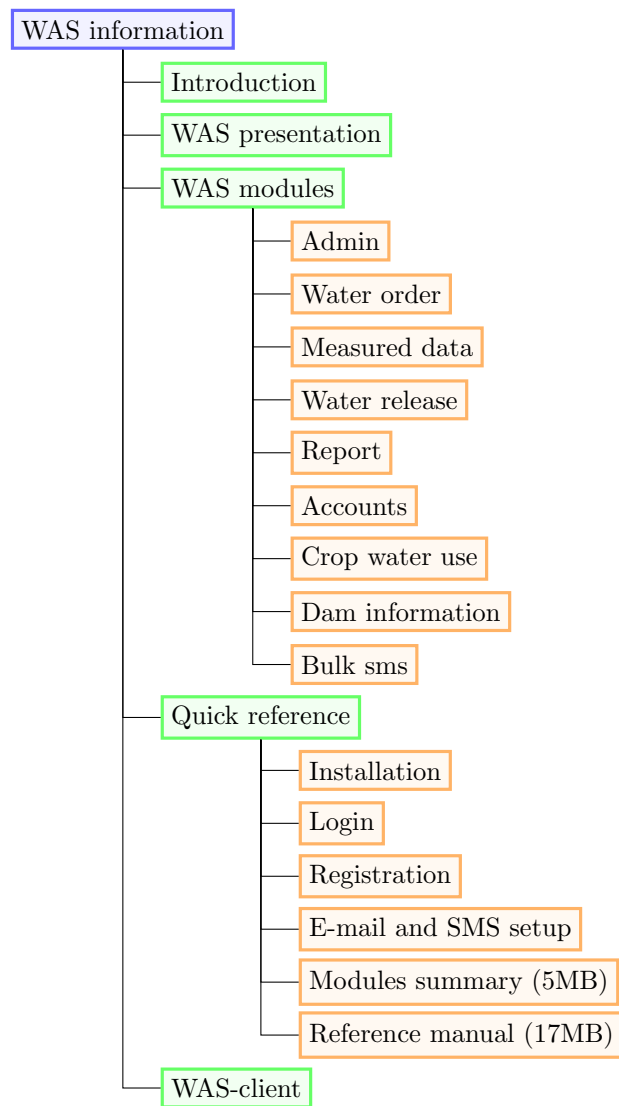 WAS information
Introduction
WAS presentation
WAS modules
Admin
Water order
Measured data
Water release
Report
Accounts
Crop water use
Dam information
Bulk sms
Quick reference
Installation
Login
Registration
E-mail and SMS setup
Modules summary (5MB)
Reference manual (17MB)
WAS-client